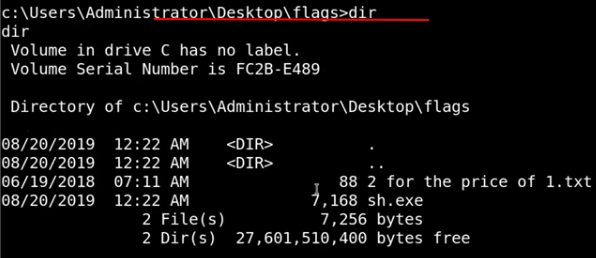 c:\Users\Administrator\Desktop\flags>dir
dir
 Volume in drive C has no label.
 Volume Serial Number is FC2B-E489

 Directory of c:\Users\Administrator\Desktop\flags

08/20/2019  12:22 AM    <DIR>          .
08/20/2019  12:22 AM    <DIR>          ..
06/19/2018  07:11 AM                88 2 for the price of 1.txt
08/20/2019  12:22 AM             7,168 sh.exe
               2 File(s)          7,256 bytes
               2 Dir(s)  27,601,510,400 bytes free